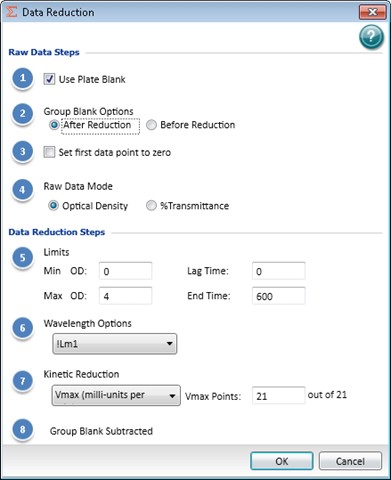 Data Reduction
?
Raw Data Steps
1 Use Plate Blank
2 Group Blank Options
After Reduction Before Reduction
3 Set first data point to zero
4 Raw Data Mode
Optical Density %Transmittance
Data Reduction Steps
5 Limits
Min OD: 0 Lag Time: 0
Max OD: 4 End Time: 600
6 Wavelength Options
!Lm1
7 Kinetic Reduction
Vmax (milli-units per Vmax Points: 21 out of 21
8 Group Blank Subtracted
OK Cancel